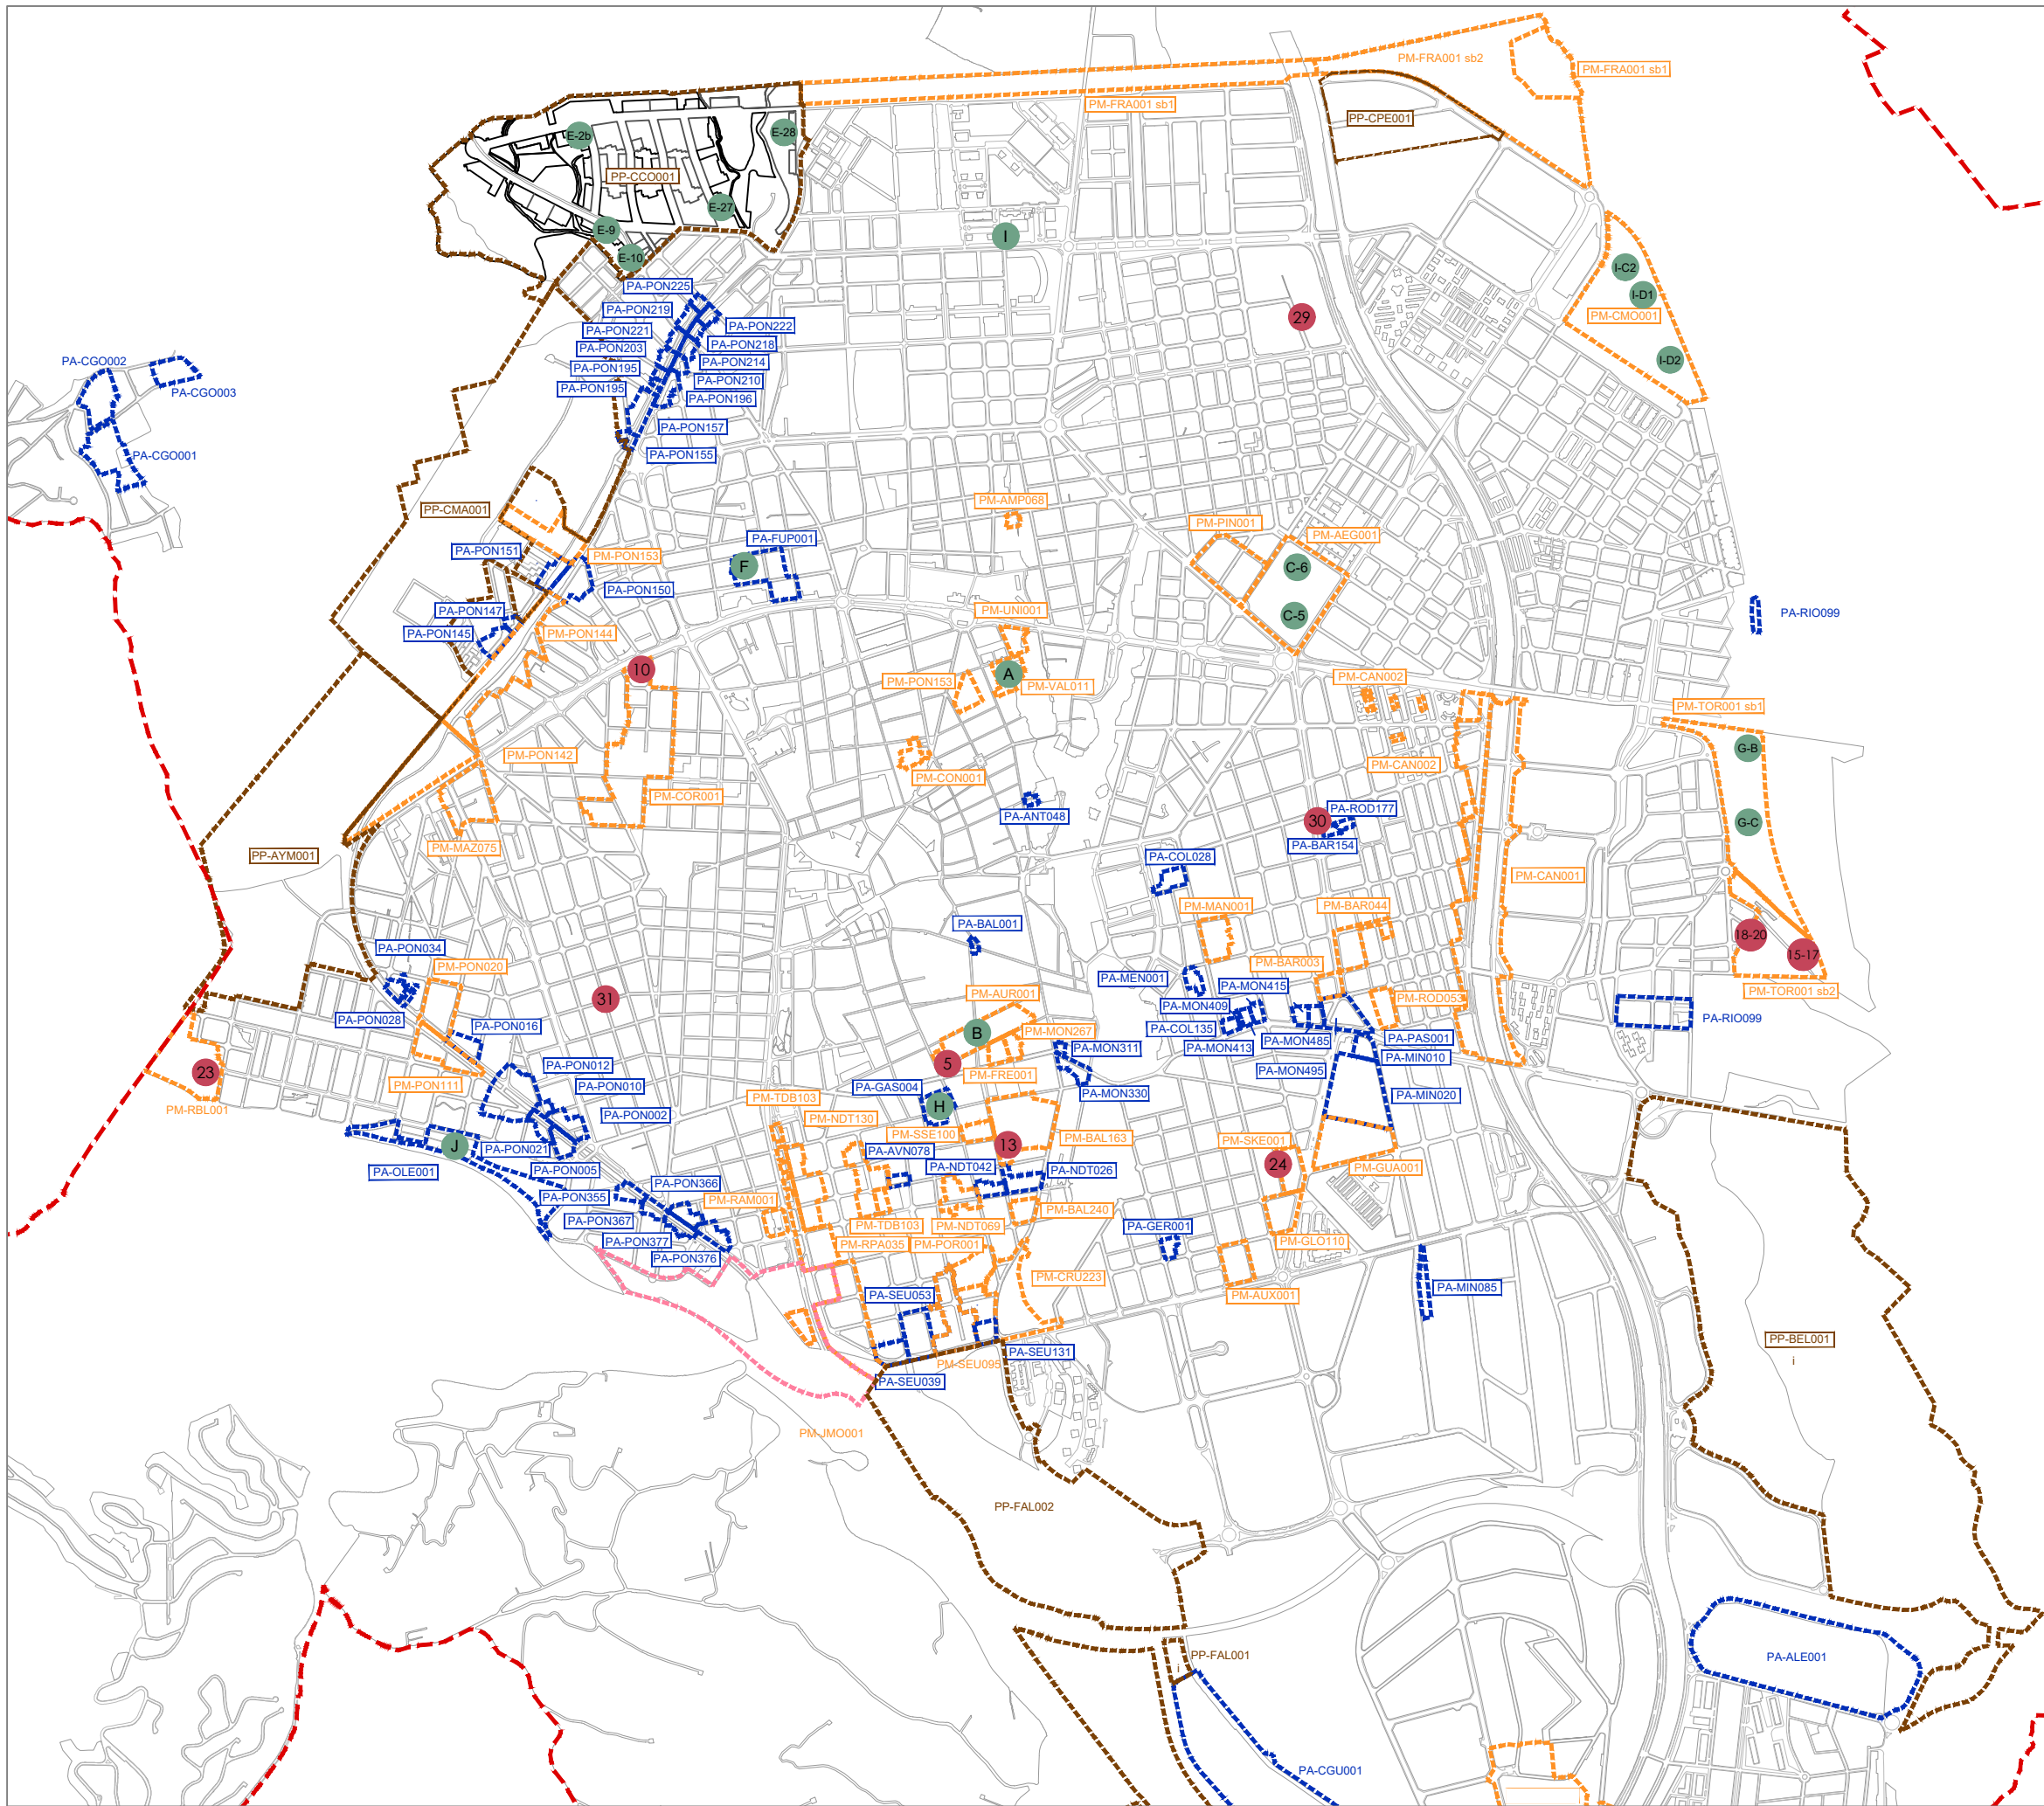 PM-FRA001 sb2
PM-FRA001 sb1
PM-FRA001 sb1
PP-CPE001
E-2b
E-28
PP-CCO001
E-27
E-9
E-10
I
I-C2
I-D1
PM-CMO001
I-D2
29
PA-PON225
PA-PON219
PA-PON222
PA-PON221
PA-PON218
PA-PON203
PA-PON214
PA-PON195
PA-PON210
PA-PON195
PA-PON196
PA-PON157
PA-PON155
PA-CGO002
PA-CGO003
PA-CGO001
PP-CMA001
PM-AMP068
PM-PIN001
PM-AEG001
PA-FUP001
F
PA-PON151
PM-PON153
PA-PON150
C-6
C-5
PA-PON147
PA-PON145
PM-PON144
PM-UNI001
PA-RIO099
10
PM-PON153
A
PM-VAL011
PM-CAN002
PM-TOR001 sb1
G-B
PM-PON142
PM-CON001
PM-CAN002
PM-COR001
PA-ANT048
PA-ROD177
30
PA-BAR154
G-C
PM-MAZ075
PP-AYM001
PA-COL028
PM-CAN001
PM-MAN001
PM-BAR044
PA-BAL001
18-20
15-17
PA-PON034
PM-PON020
PA-MEN001
PM-BAR003
PA-MON415
PM-TOR001 sb2
31
PM-AUR001
PA-MON409
PM-ROD053
PA-PON028
PA-PON016
B
PM-MON267
PA-COL135
PA-RIO099
PA-MON413
PA-MON485
PA-PAS001
PA-MON311
PA-MIN010
5
23
PA-PON012
PM-FRE001
PA-MON495
PM-PON111
PA-PON010
PA-GAS004
PA-MON330
PA-MIN020
PM-RBL001
PM-TDB103
H
PA-PON002
PM-NDT130
PM-SSE100
13
PM-BAL163
PM-SKE001
J
PA-PON021
PA-AVN078
PA-NDT042
PA-NDT026
24
PM-GUA001
PA-OLE001
PA-PON005
PA-PON366
PA-PON355
PM-RAM001
PM-BAL240
PA-PON367
PM-TDB103
PM-NDT069
PA-GER001
PA-PON377
PM-RPA035
PM-POR001
PM-GLO110
PA-PON376
PM-CRU223
PA-SEU053
PM-AUX001
PA-MIN085
PP-BEL001
i
PA-SEU131
PM-SEU095
PA-SEU039
PM-JMO001
PP-FAL002
PP-FAL001
i
PA-ALE001
PA-CGU001